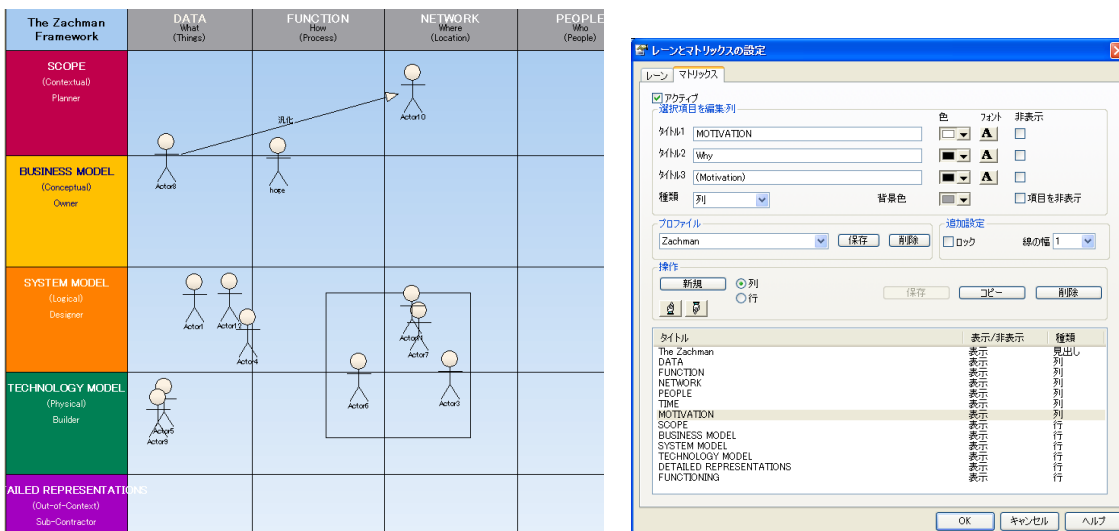 The Zachman
Framework
DATA
What
(Things)
FUNCTION
How
(Process)
NETWORK
Where
(Location)
PEOPLE
Who
(People)
SCOPE
(Contextual)
Planner
BUSINESS MODEL
(Conceptual)
Owner
SYSTEM MODEL
(Logical)
Designer
TECHNOLOGY MODEL
(Physical)
Builder
AILED REPRESENTATIONS
(Out-of-Context)
Sub-Contractor
汎化
Actor10
Actor8
hoge
Actor1
Actor4
Actor7
Actor6
Actor3
Actor5
Actor9
レーンとマトリックスの設定
レーン マトリックス
アクティブ
選択項目を編集:列
色 フォント 非表示
タイトル1 MOTIVATION A
タイトル2 Why A
タイトル3 (Motivation) A
種類 列 背景色 項目を非表示
プロファイル
Zachman 保存 削除
追加設定
ロック 線の幅 1
操作
新規 列
行
保存 コピー 削除
タイトル 表示/非表示 種類
The Zachman 表示 見出し
DATA 表示 列
FUNCTION 表示 列
NETWORK 表示 列
PEOPLE 表示 列
TIME 表示 列
MOTIVATION 表示 列
SCOPE 表示 行
BUSINESS MODEL 表示 行
SYSTEM MODEL 表示 行
TECHNOLOGY MODEL 表示 行
DETAILED REPRESENTATIONS 表示 行
FUNCTIONING 表示 行
OK キャンセル ヘルプ